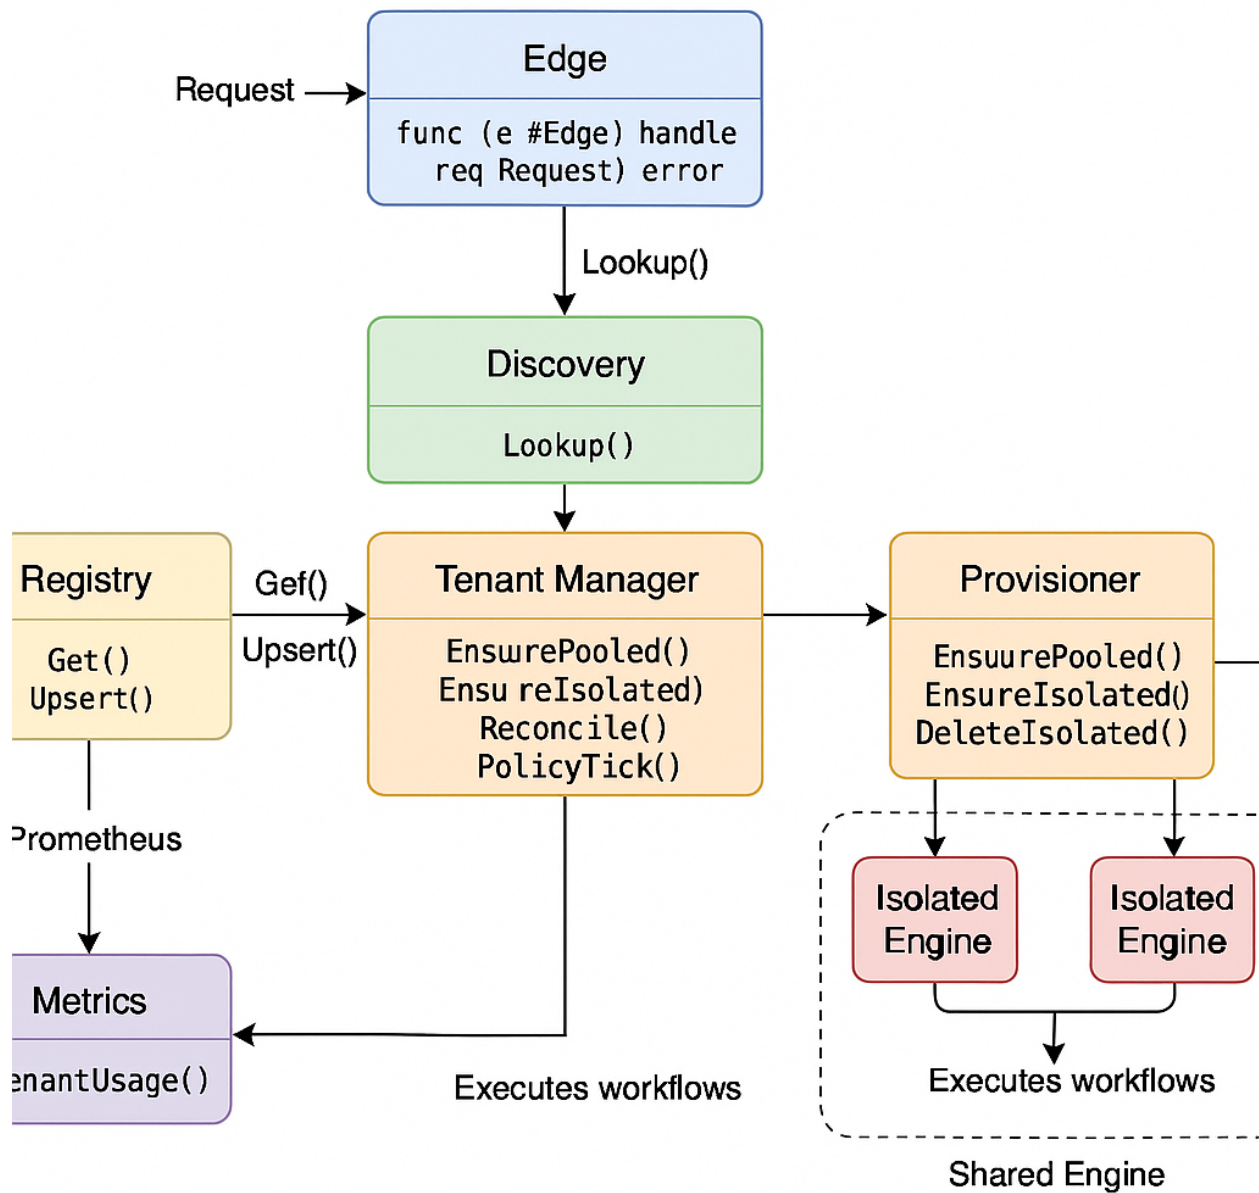 Edge
Request
func (e #Edge) handle
req Request) error
Lookup()
Discovery
Lookup()
Registry
Get()
Upsert()
Gef()
Upsert()
Tenant Manager
EnsurePooled()
Ensu reIsolated)
Reconcile()
PolicyTick()
Provisioner
EnsuurePooled()
EnsureIsolated()
DeleteIsolated()
Prometheus
Isolated
Engine
Isolated
Engine
Metrics
enantUsage()
Executes workflows
Executes workflows
Shared Engine